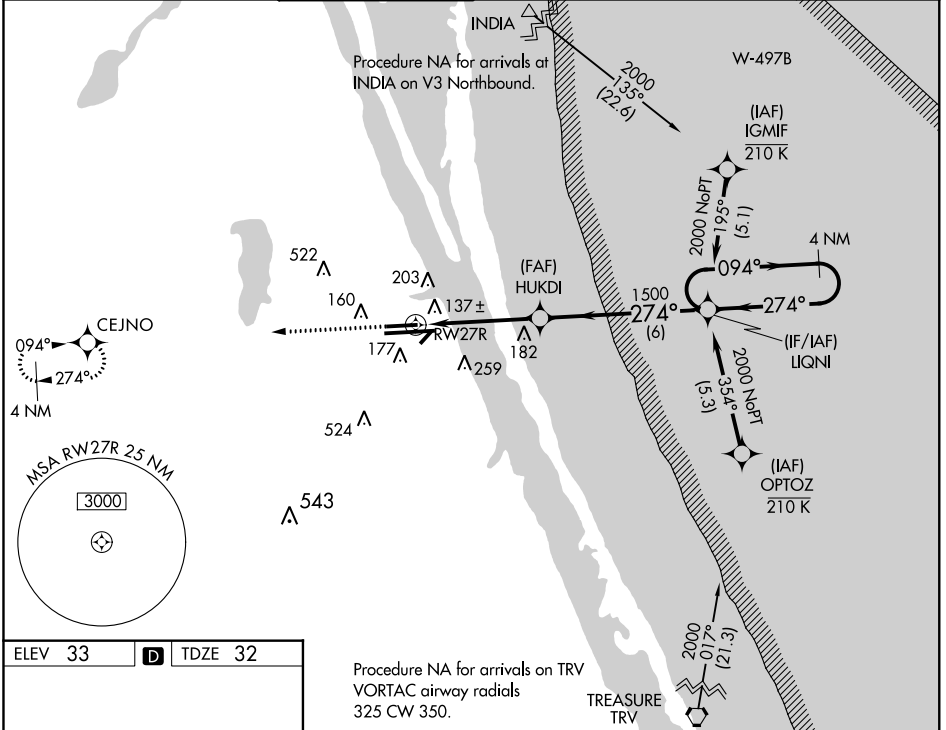 INDIA
Procedure NA for arrivals at
INDIA on V3 Northbound.
2000
135°
(22.6)
W-497B
(IAF)
IGMIF
210 K
2000 NoPT
195°
(5.1)
4 NM
094°
522
203
(FAF)
HUKDI
160
137 ±
1500
274°
(6)
274°
CEJNO
RW27R
(IF/IAF)
LIQNI
094°
177
182
259
274°
4 NM
2000 NoPT
354°
(5.3)
524
MSA RW27R 25 NM
(IAF)
OPTOZ
210 K
3000
543
ELEV 33
D
TDZE 32
2000
017°
(21.3)
Procedure NA for arrivals on TRV
VORTAC airway radials
325 CW 350.
TREASURE
TRV